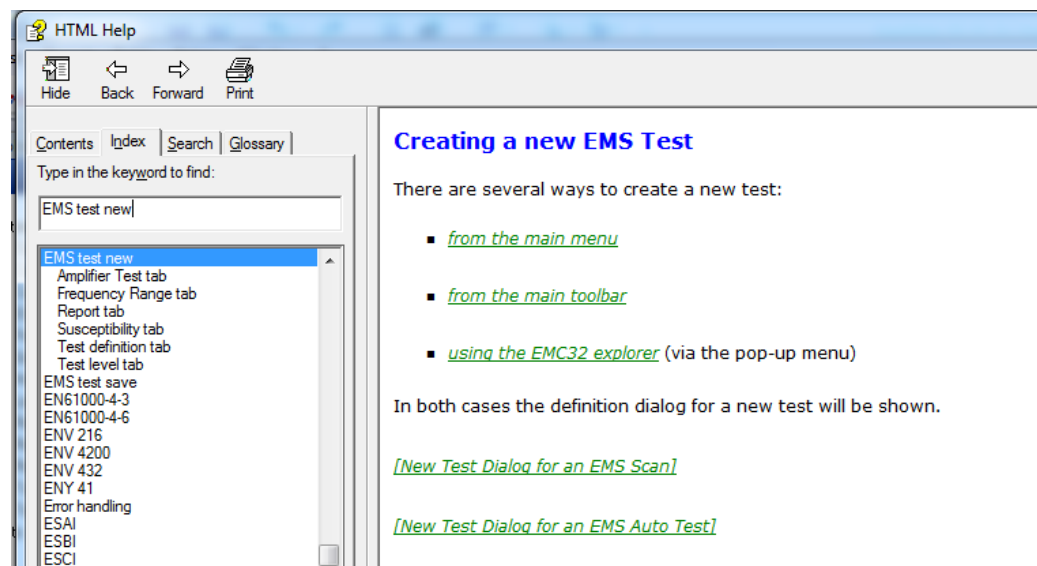 HTML Help
Hide Back Forward Print
Contents Index Search Glossary
Type in the keyword to find:
EMS test new
EMS test new
Amplifier Test tab
Frequency Range tab
Report tab
Susceptibility tab
Test definition tab
Test level tab
EMS test save
EN61000-4-3
EN61000-4-6
ENV 216
ENV 4200
ENV 432
ENY 41
Error handling
ESAI
ESBI
ESCI
Creating a new EMS Test
There are several ways to create a new test:
from the main menu
from the main toolbar
using the EMC32 explorer (via the pop-up menu)
In both cases the definition dialog for a new test will be shown.
[New Test Dialog for an EMS Scan]
[New Test Dialog for an EMS Auto Test]